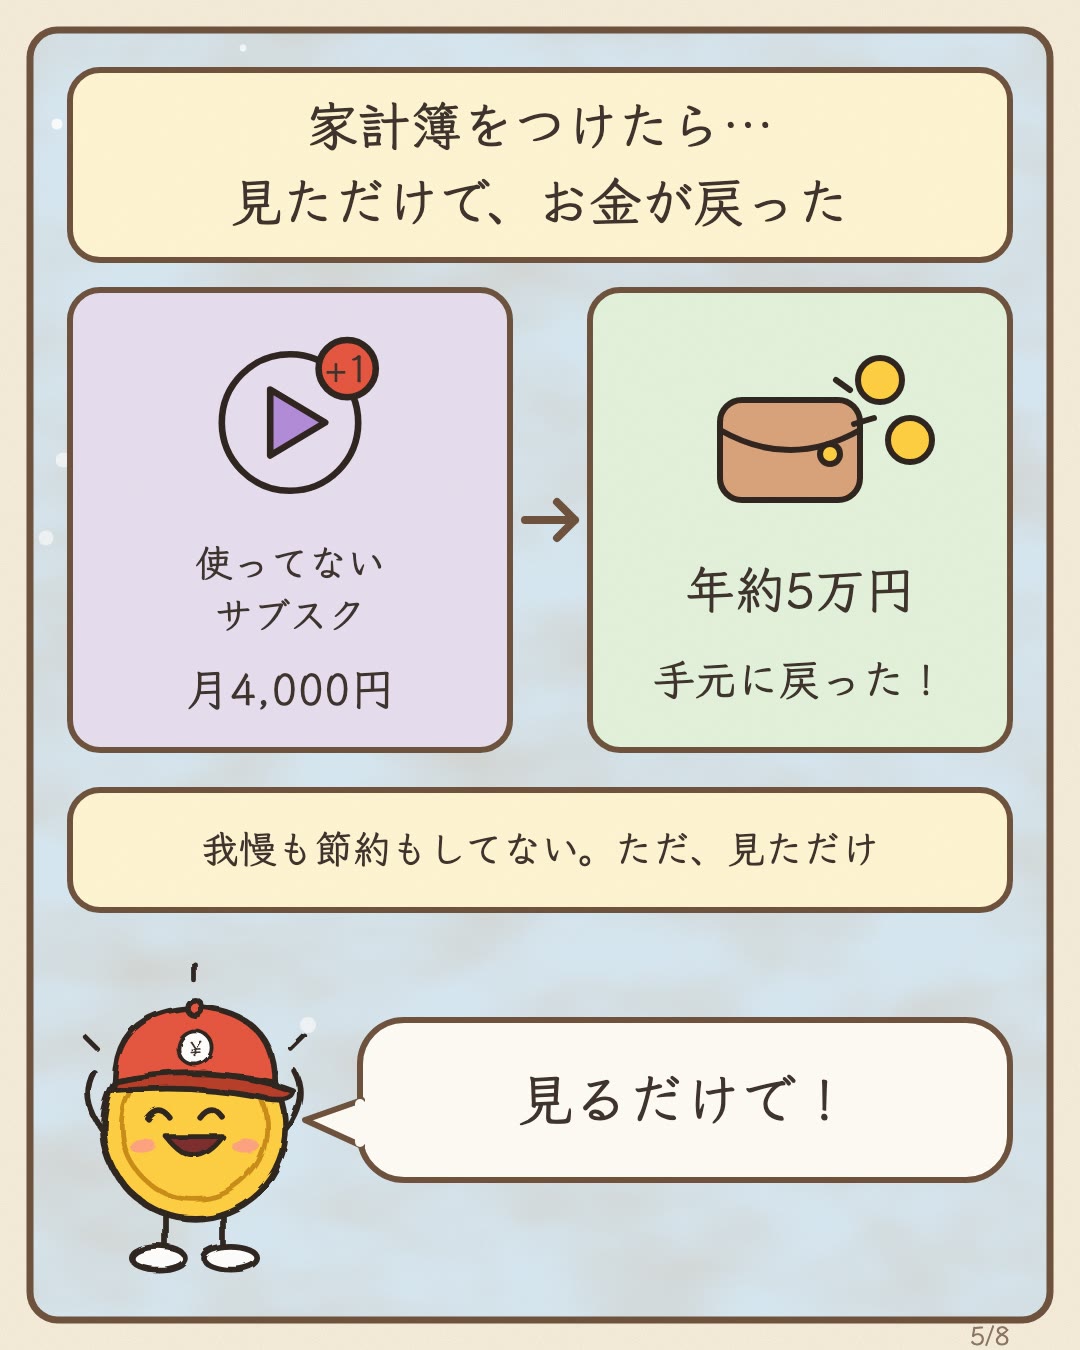 家計簿をつけたら…
見ただけで、お金が戻った
+1
使ってない
サブスク
月4,000円
年約5万円
手元に戻った！
我慢も節約もしてない。ただ、見ただけ
¥
見るだけで！
5/8